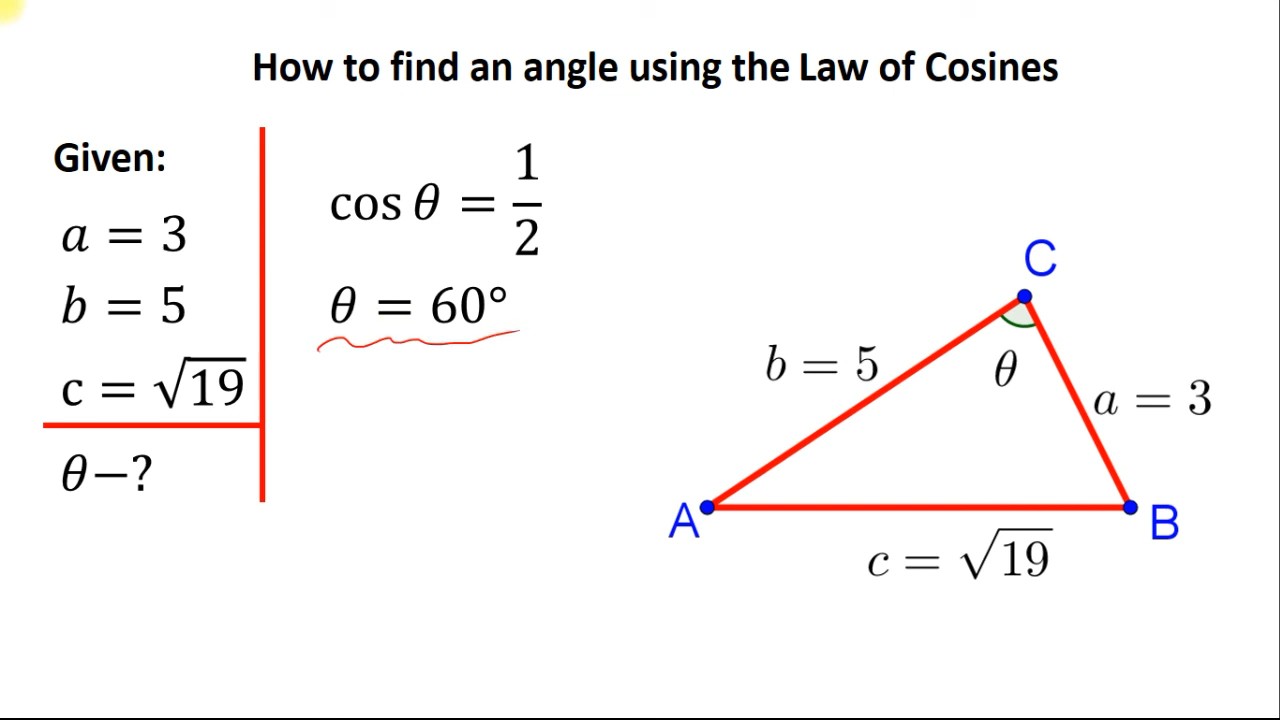 How to find an angle using the Law of Cosines
Given:
a = 3
b = 5
c = √19
θ–?
cos θ = 1/2
θ = 60°
C
b = 5
θ
a = 3
A
B
c = √19